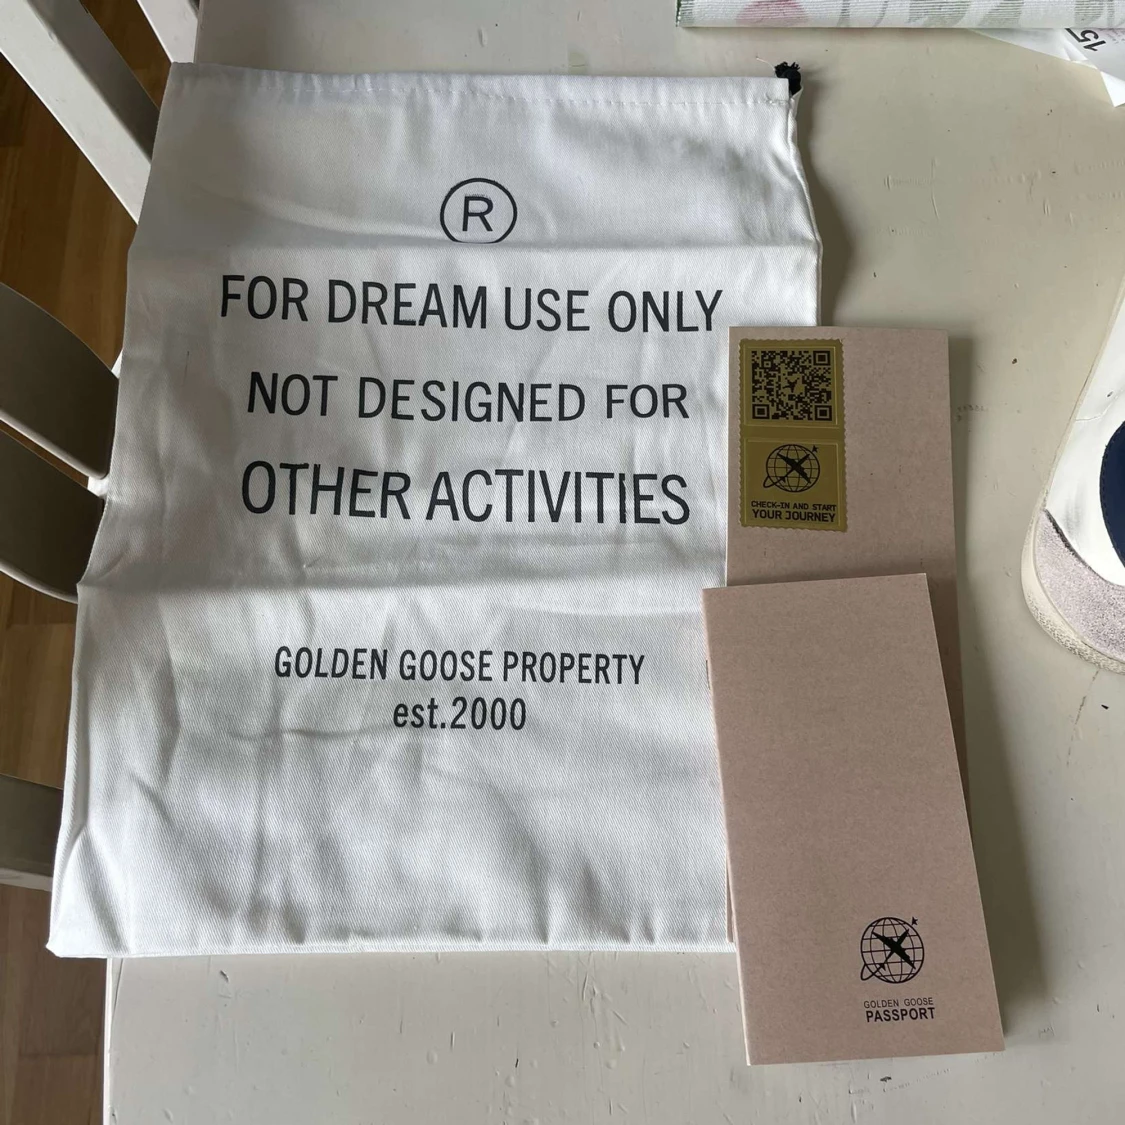 ®
FOR DREAM USE ONLY
NOT DESIGNED FOR
OTHER ACTIVITIES
GOLDEN GOOSE PROPERTY
est.2000
CHECK-IN AND START
YOUR JOURNEY
GOLDEN GOOSE
PASSPORT
15